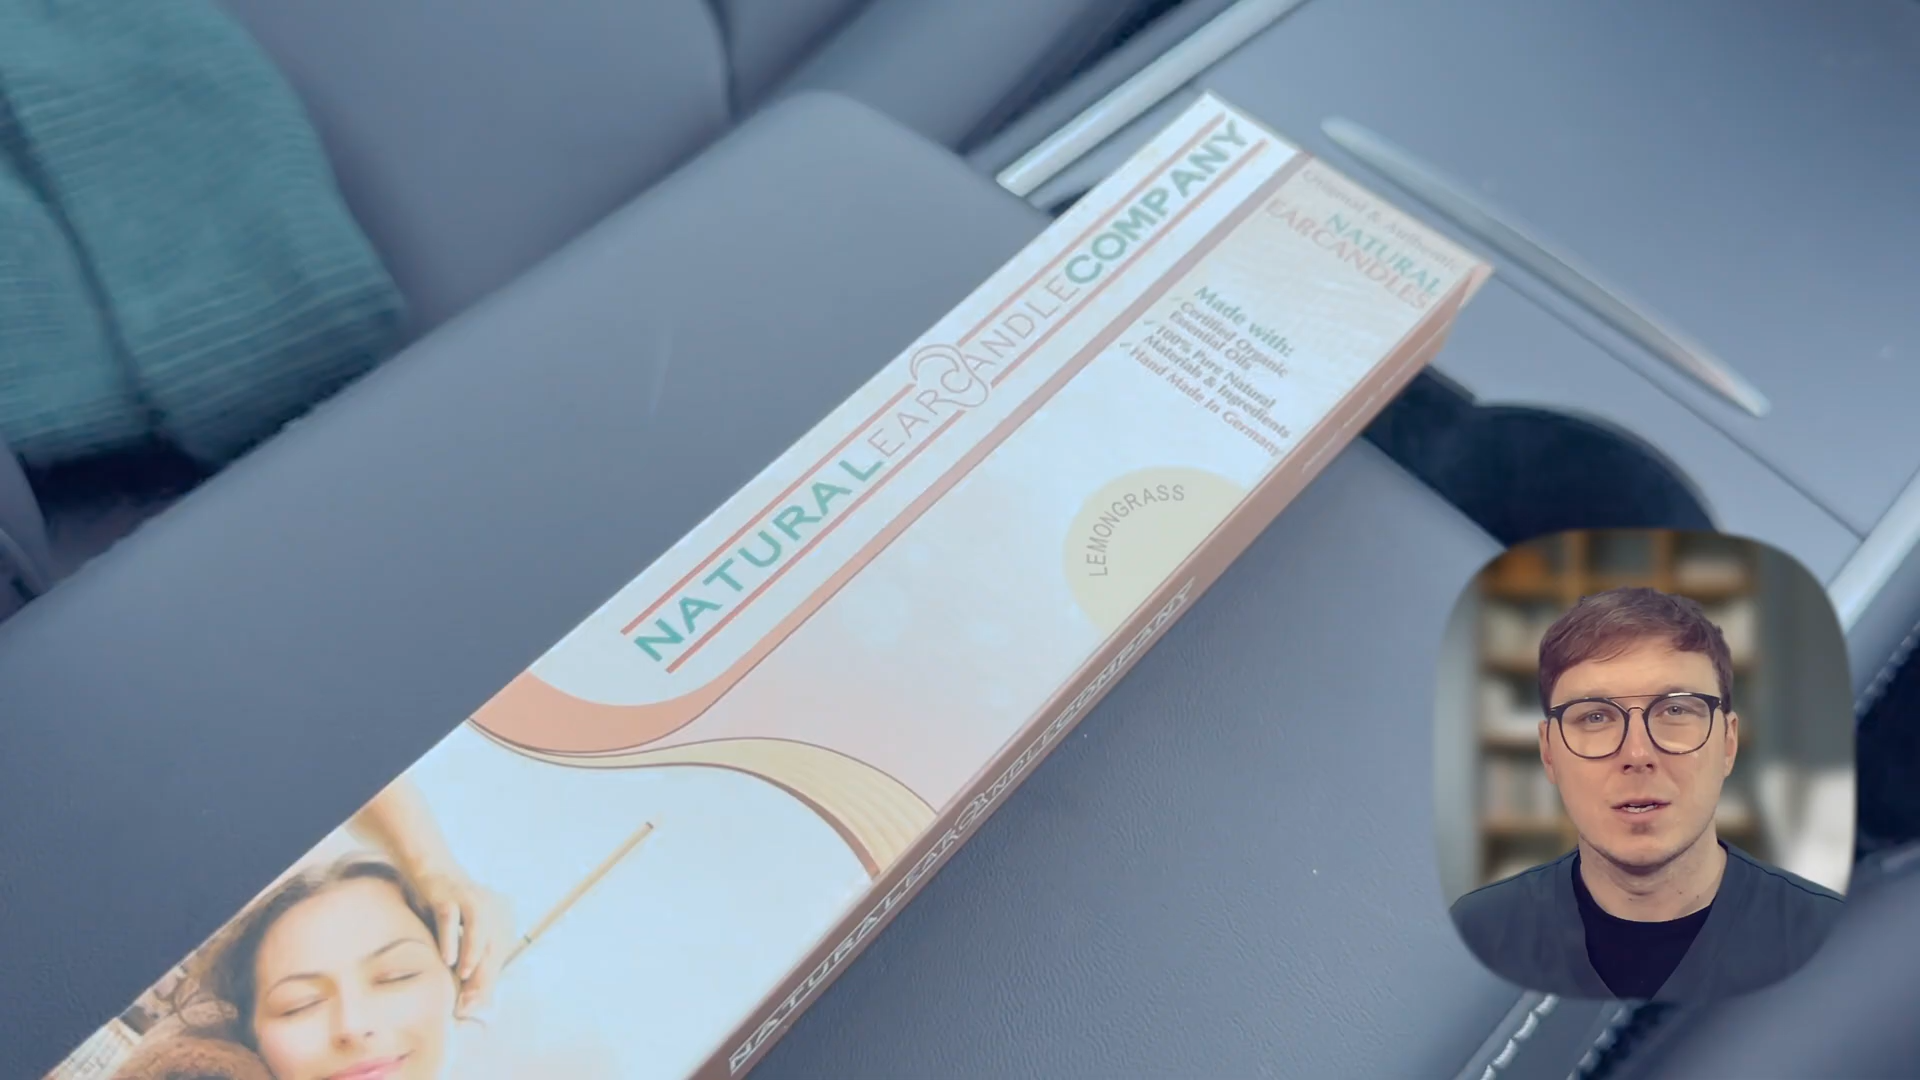 NATURALEARCANDLECOMPANY
Original & Authentic
NATURAL
EARCANDLES
Made with:
✓ Certified Organic
Essential Oils
✓ 100% Pure Natural
Materials & Ingredients
✓ Hand Made In Germany
LEMONGRASS
NATURALEARCANDLECOMPANY